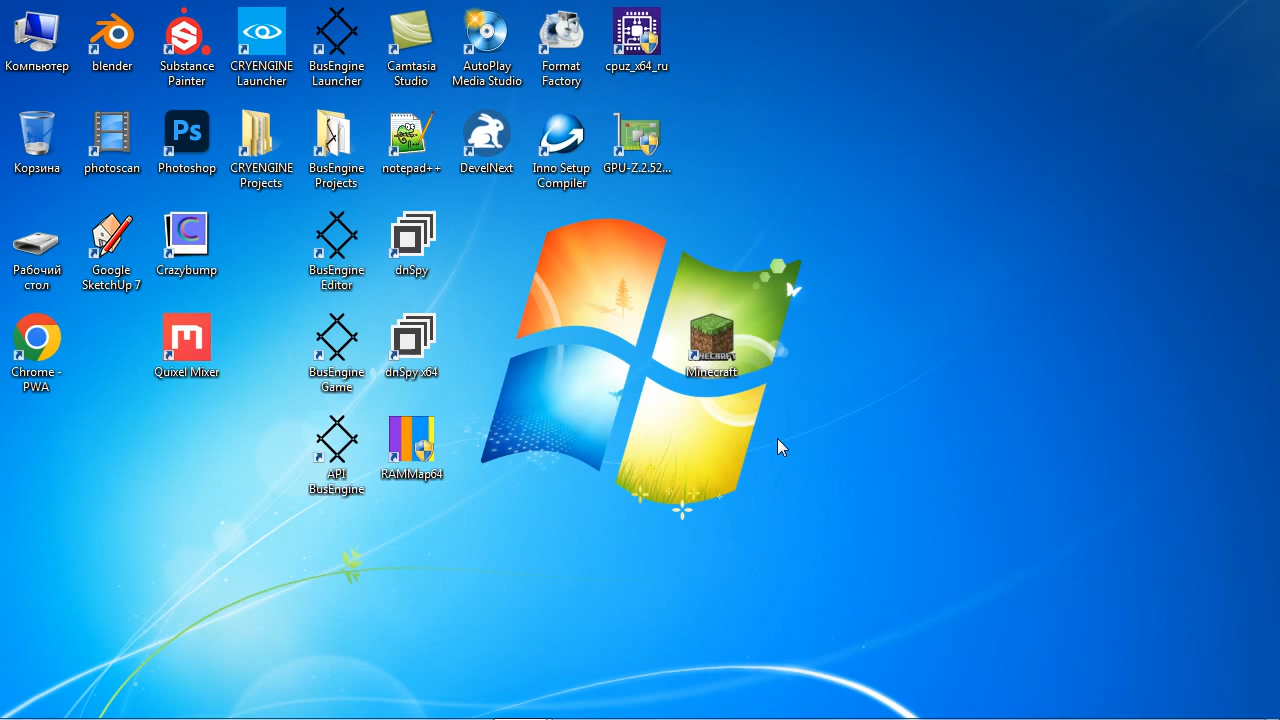 Компьютер
blender
Substance
Painter
CRYENGINE
Launcher
BusEngine
Launcher
Camtasia
Studio
AutoPlay
Media Studio
Format
Factory
cpuz_x64_ru
Корзина
photoscan
Ps
Photoshop
CRYENGINE
Projects
BusEngine
Projects
notepad++
DevelNext
Inno Setup
Compiler
GPU-Z.2.52...
Рабочий
стол
Google
SketchUp 7
C
Crazybump
BusEngine
Editor
dnSpy
Chrome -
PWA
Quixel Mixer
BusEngine
Game
dnSpy x64
MINECRAFT
Minecraft
API
BusEngine
RAMMap64